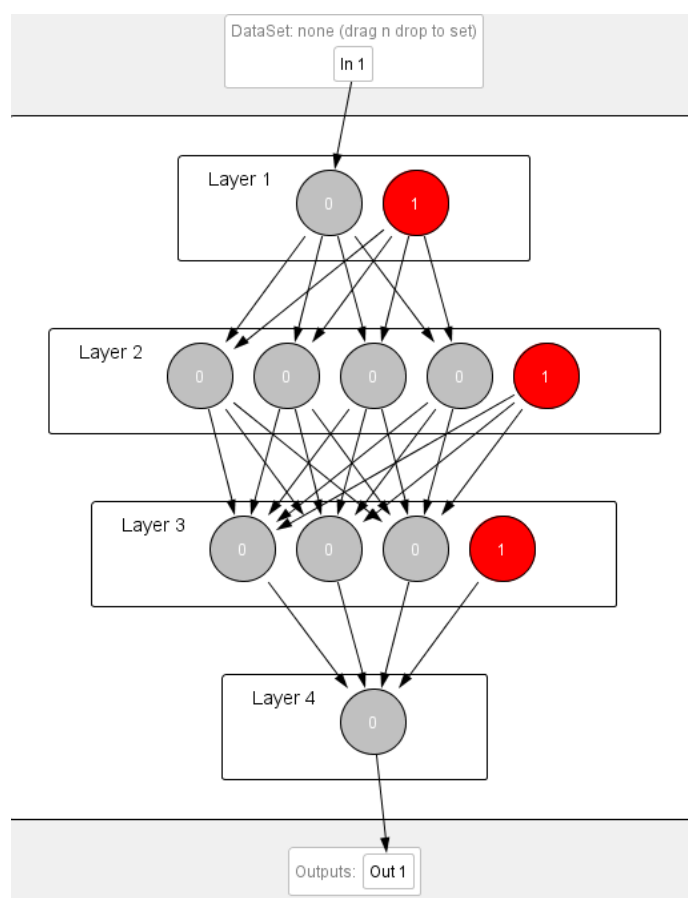 DataSet: none (drag n drop to set)
In 1
Layer 1
0 1
Layer 2
0 0 0 0 1
Layer 3
0 0 0 1
Layer 4
0
Outputs: Out 1